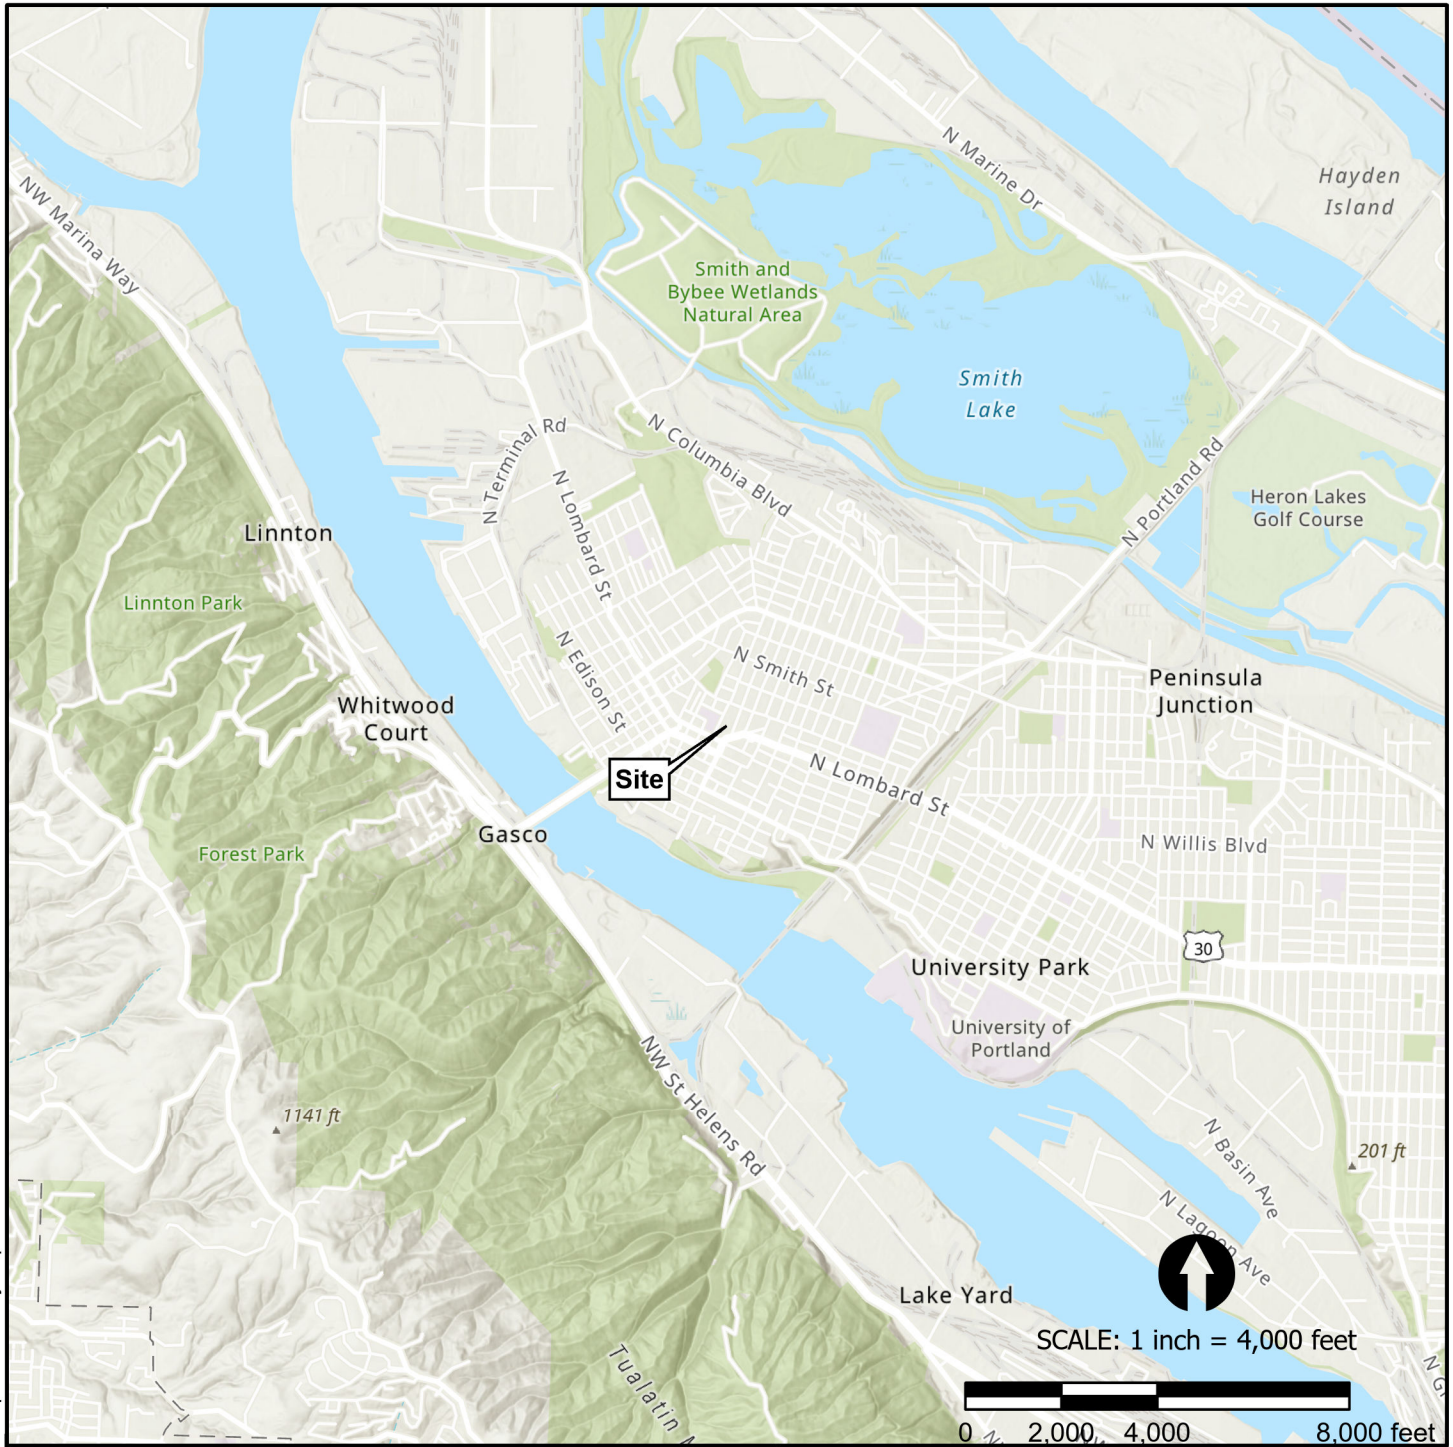 Hayden
Island
N Marine Dr
NW Marina Way
Smith and
Bybee Wetlands
Natural Area
Smith
Lake
N Terminal Rd
N Columbia Blvd
N Portland Rd
Heron Lakes
Golf Course
N Lombard St
Linnton
Linnton Park
N Edison St
N Smith St
Peninsula
Junction
Whitwood
Court
Site
N Lombard St
Gasco
N Willis Blvd
Forest Park
30
University Park
University of
Portland
NW St Helens Rd
1141 ft
N Basin Ave
201 ft
N Lagoon Ave
Lake Yard
SCALE: 1 inch = 4,000 feet
Tualatin
0 2,000 4,000 8,000 feet